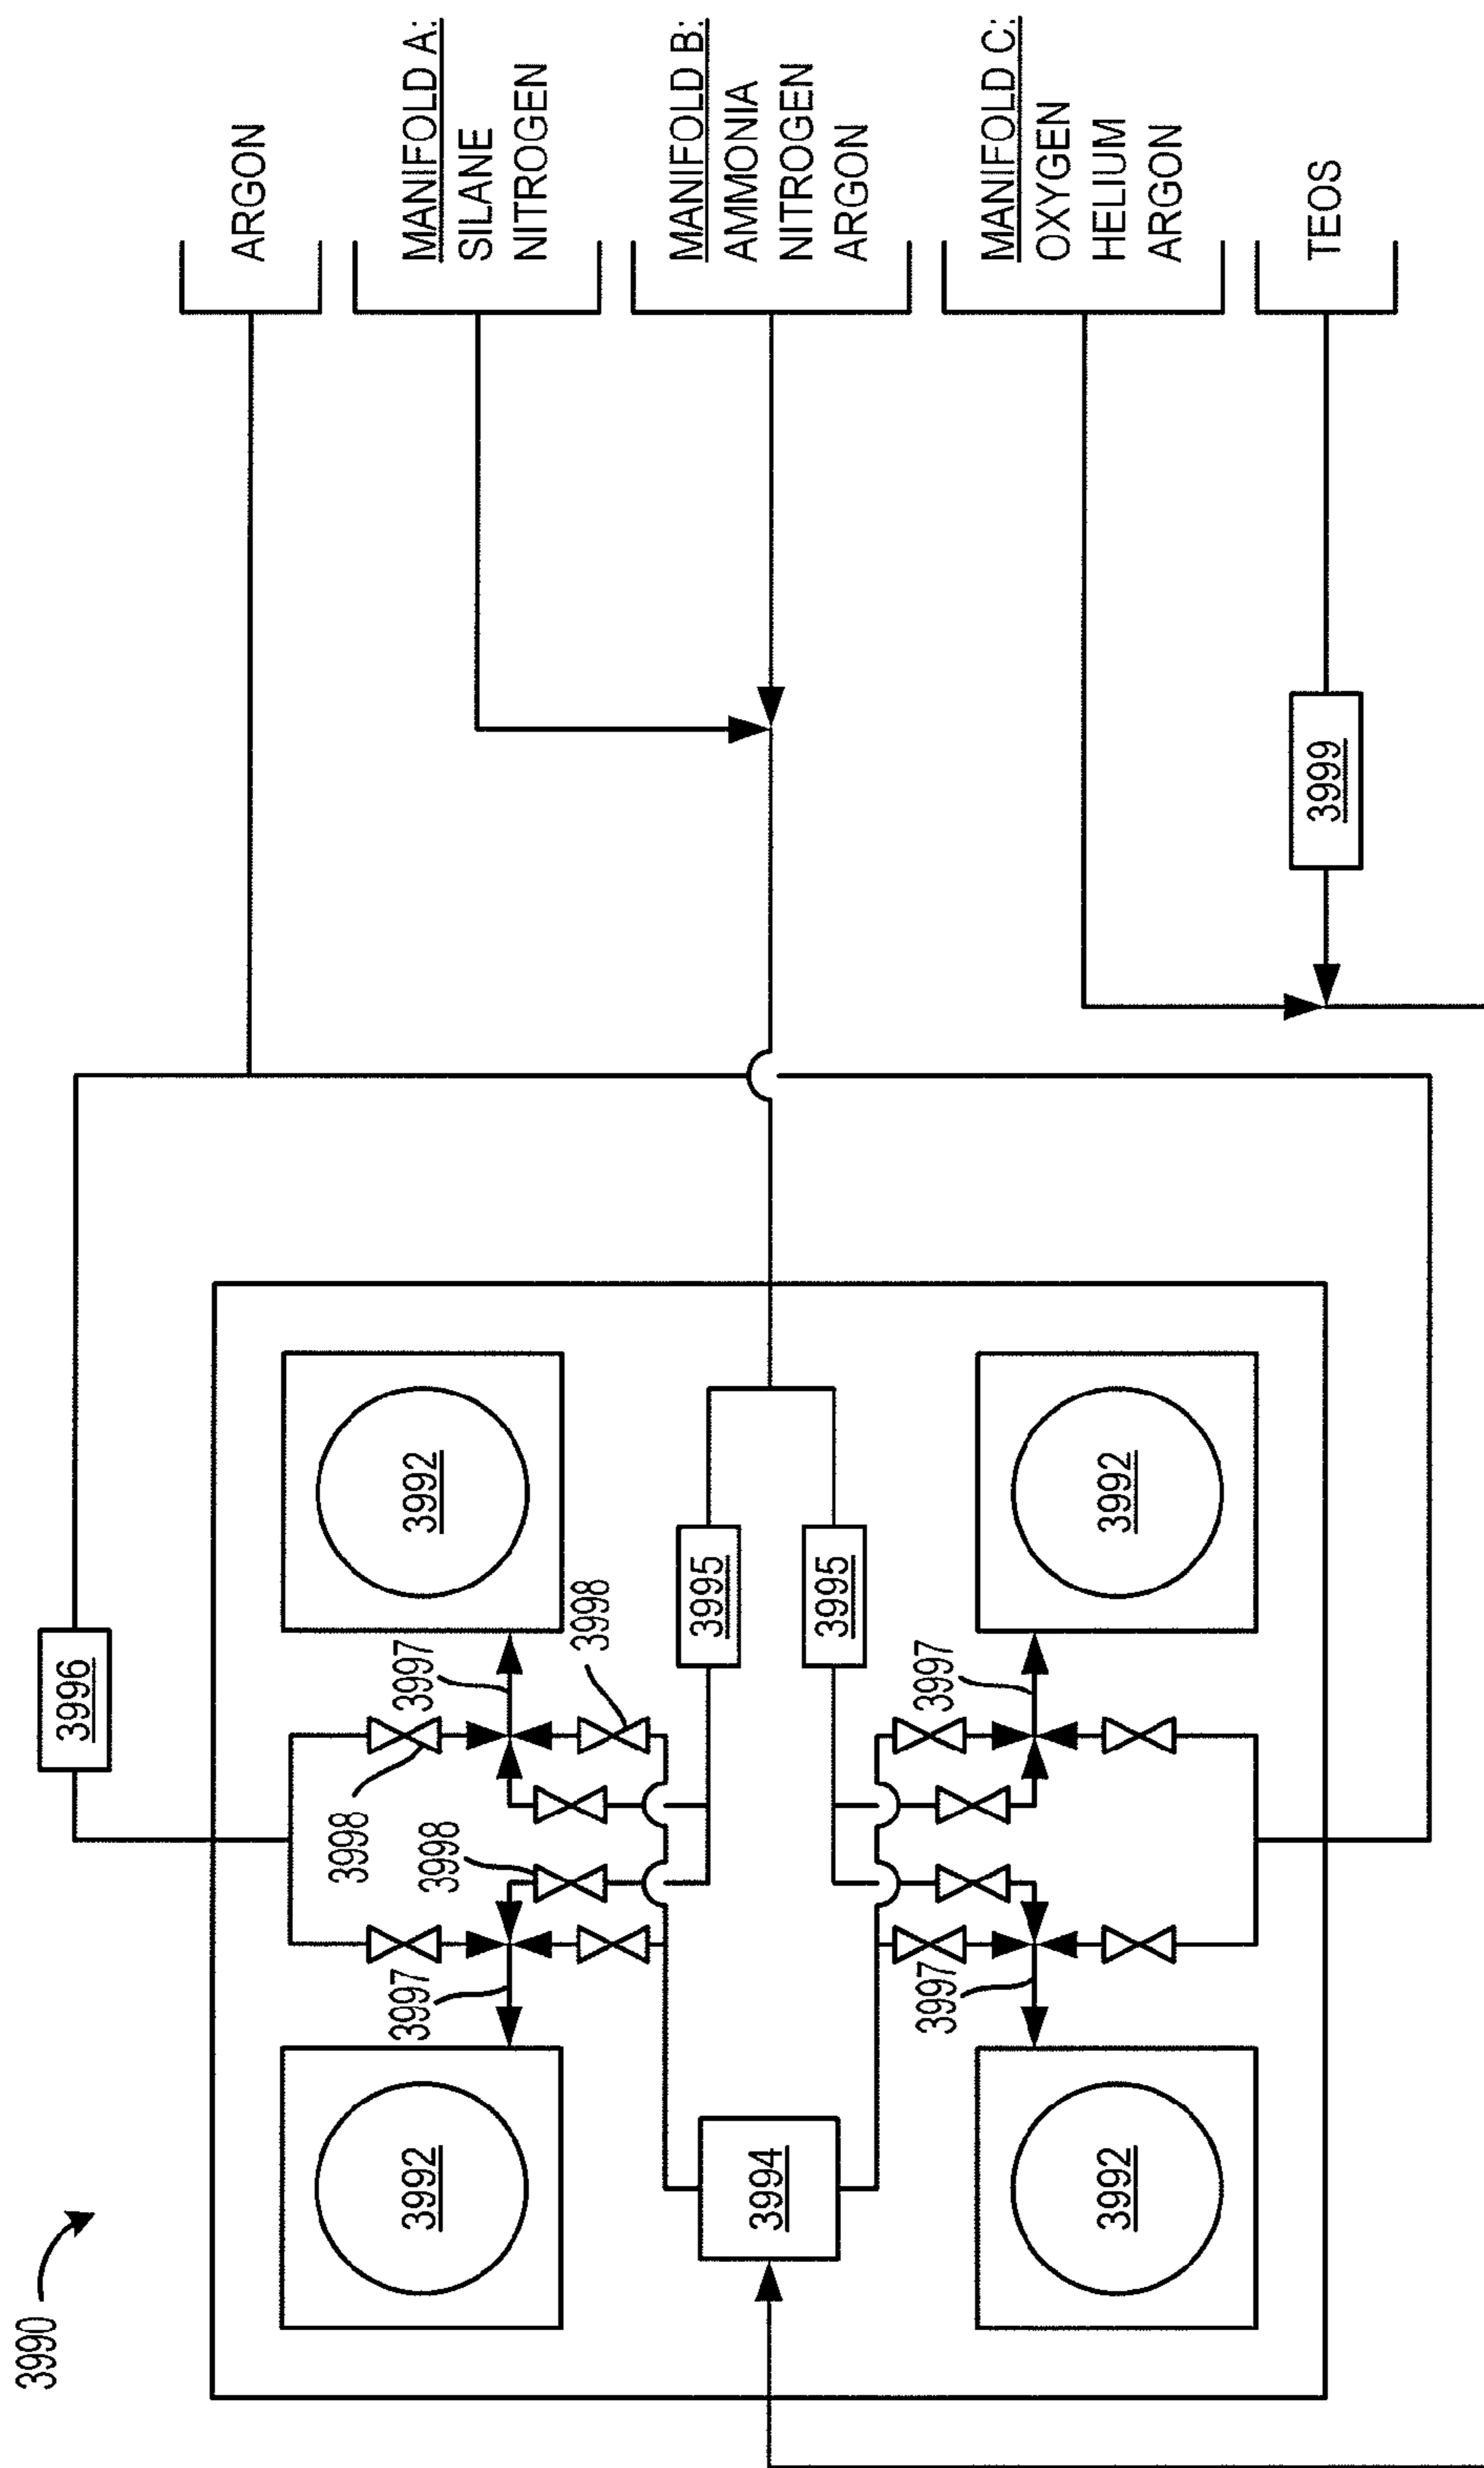 3990
ARGON
MANIFOLD A:
SILANE
NITROGEN
MANIFOLD B:
AMMONIA
NITROGEN
ARGON
MANIFOLD C:
OXYGEN
HELIUM
ARGON
TEOS
3996
3999
3992
3992
3995
3995
3998
3997
3997
3998
3998
3997
3997
3992
3994
3992